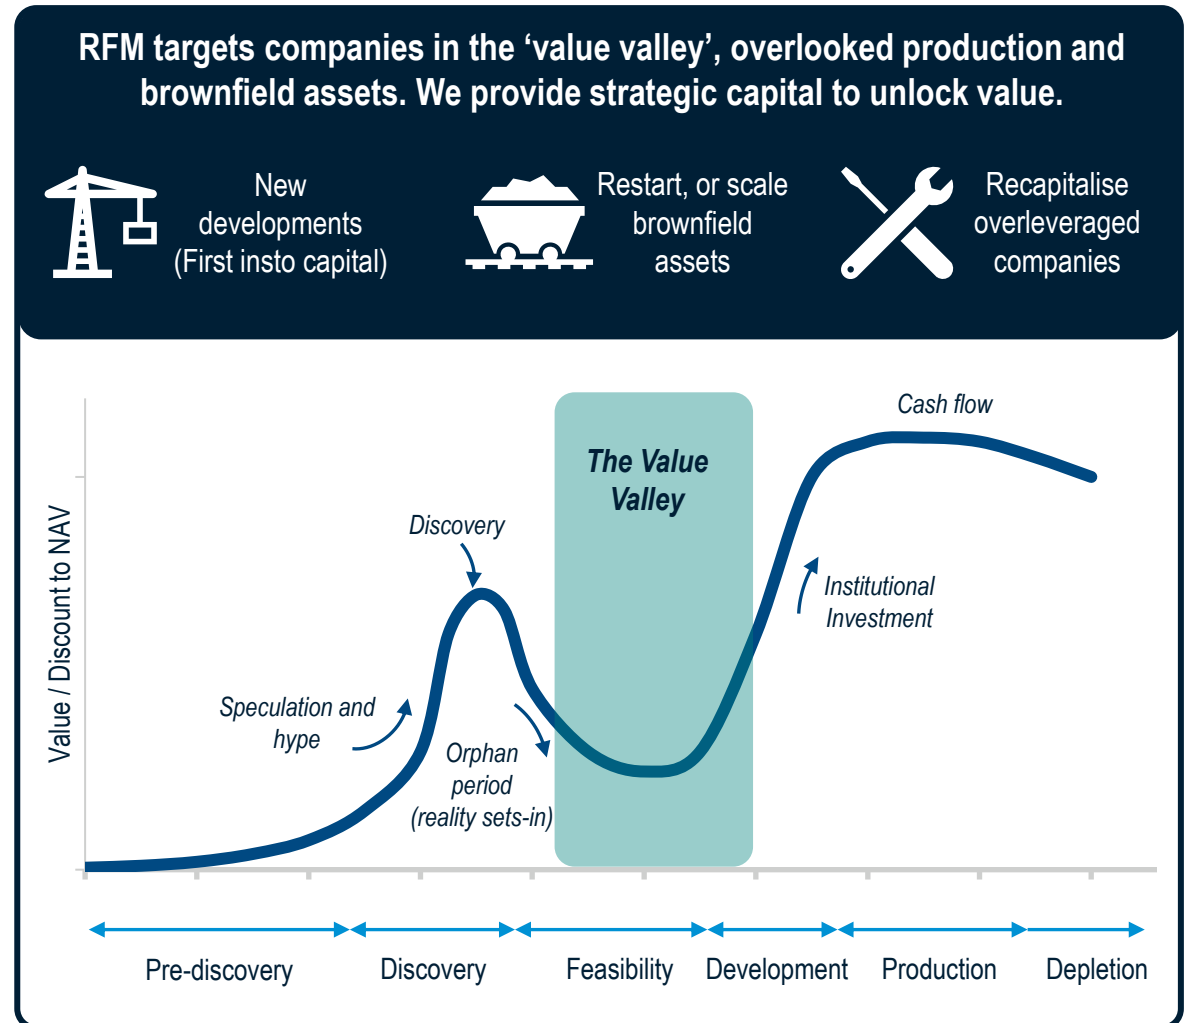 RFM targets companies in the ‘value valley’, overlooked production and
brownfield assets. We provide strategic capital to unlock value.
New
developments
(First insto capital)
Restart, or scale
brownfield
assets
Recapitalise
overleveraged
companies
Cash flow
The Value
Valley
Discovery
Value / Discount to NAV
Institutional
Investment
Speculation and
hype
Orphan
period
(reality sets-in)
Pre-discovery
Discovery
Feasibility
Development
Production
Depletion